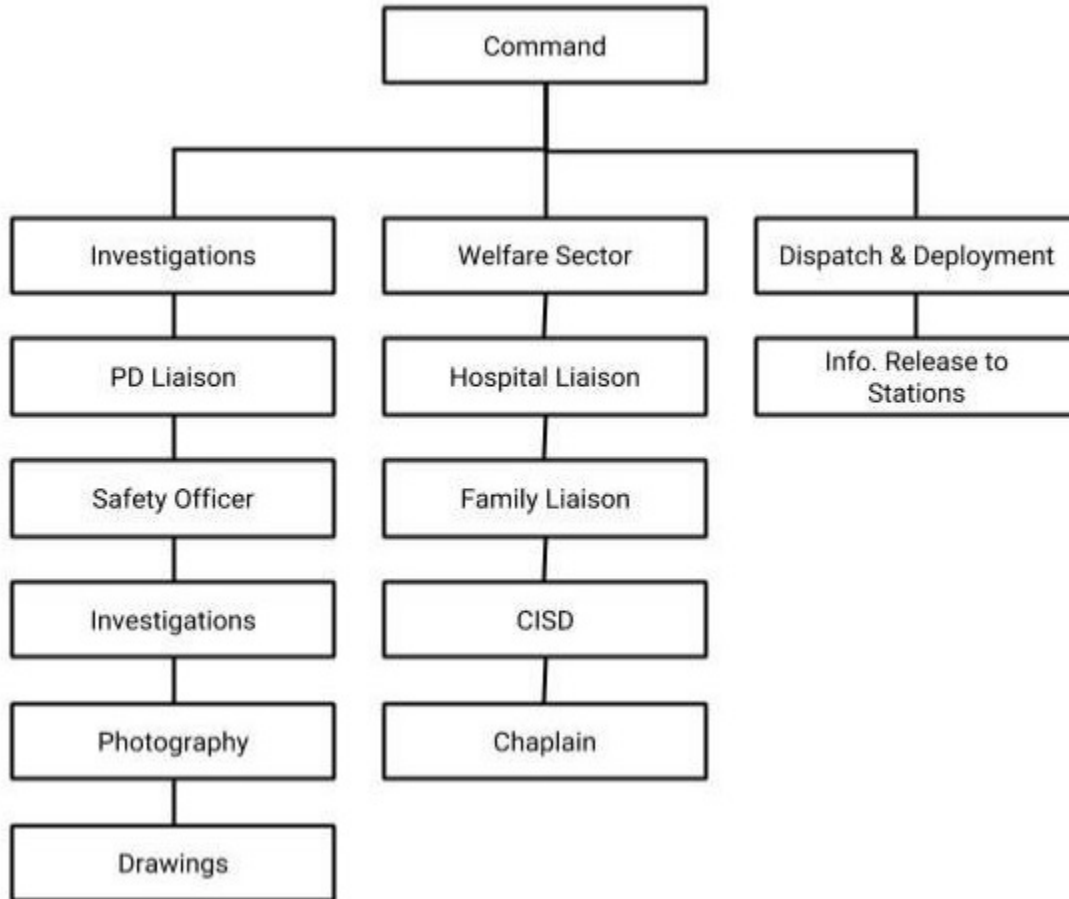 Command
Investigations
Welfare Sector
Dispatch & Deployment
PD Liaison
Hospital Liaison
Info. Release to
Stations
Safety Officer
Family Liaison
Investigations
CISD
Photography
Chaplain
Drawings